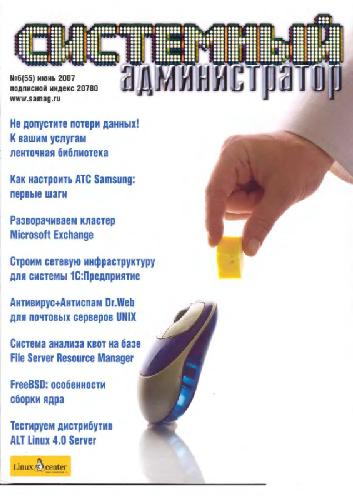 СИСТЕМНЫЙ
администратор
№6(55) июнь 2007
подписной индекс 20780
www.samag.ru
Не допустите потери данных!
К вашим услугам
ленточная библиотека
Как настроить АТС Samsung:
первые шаги
Разворачиваем кластер
Microsoft Exchange
Строим сетевую инфраструктуру
для системы 1С:Предприятие
Антивирус+Антиспам Dr.Web
для почтовых серверов UNIX
Система анализа квот на базе
File Server Resource Manager
FreeBSD: особенности
сборки ядра
Тестируем дистрибутив
ALT Linux 4.0 Server
Linux center